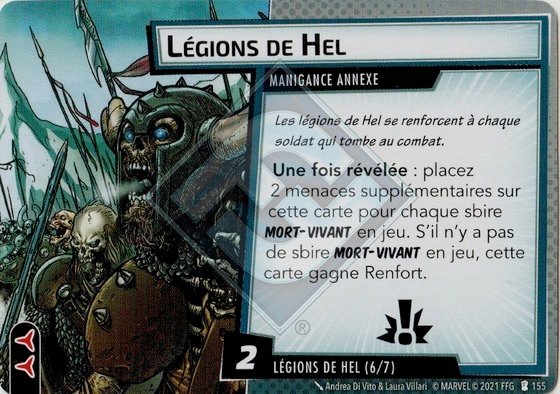 LÉGIONS DE HEL
MANIGANCE ANNEXE
Les légions de Hel se renforcent à chaque
soldat qui tombe au combat.
Une fois révélée : placez
2 menaces supplémentaires sur
cette carte pour chaque sbire
MORT-VIVANT en jeu. S'il n'y a pas
de sbire MORT-VIVANT en jeu, cette
carte gagne Renfort.
®
2
LÉGIONS DE HEL (6/7)
Andrea Di Vito & Laura Villari © MARVEL © 2021 FFG 155